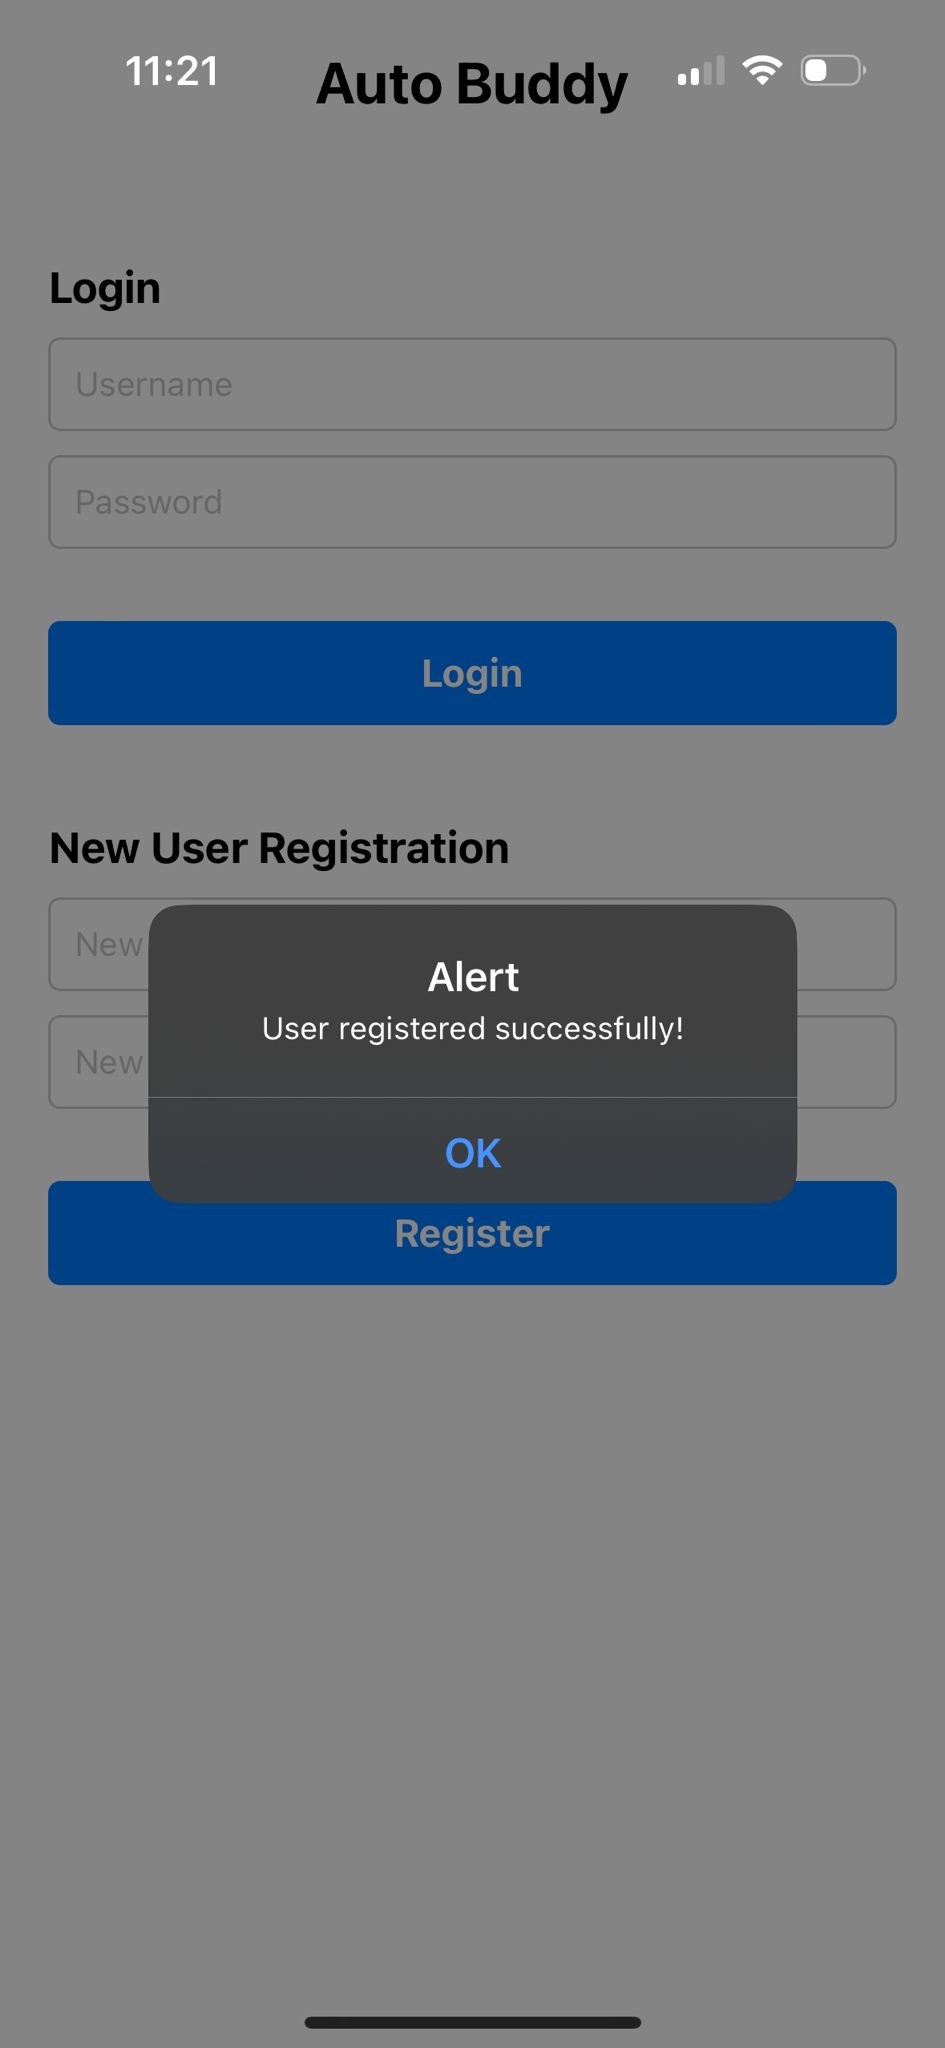 11:21
Auto Buddy
Login
Username
Password
Login
New User Registration
New
Alert
User registered successfully!
New
OK
Register